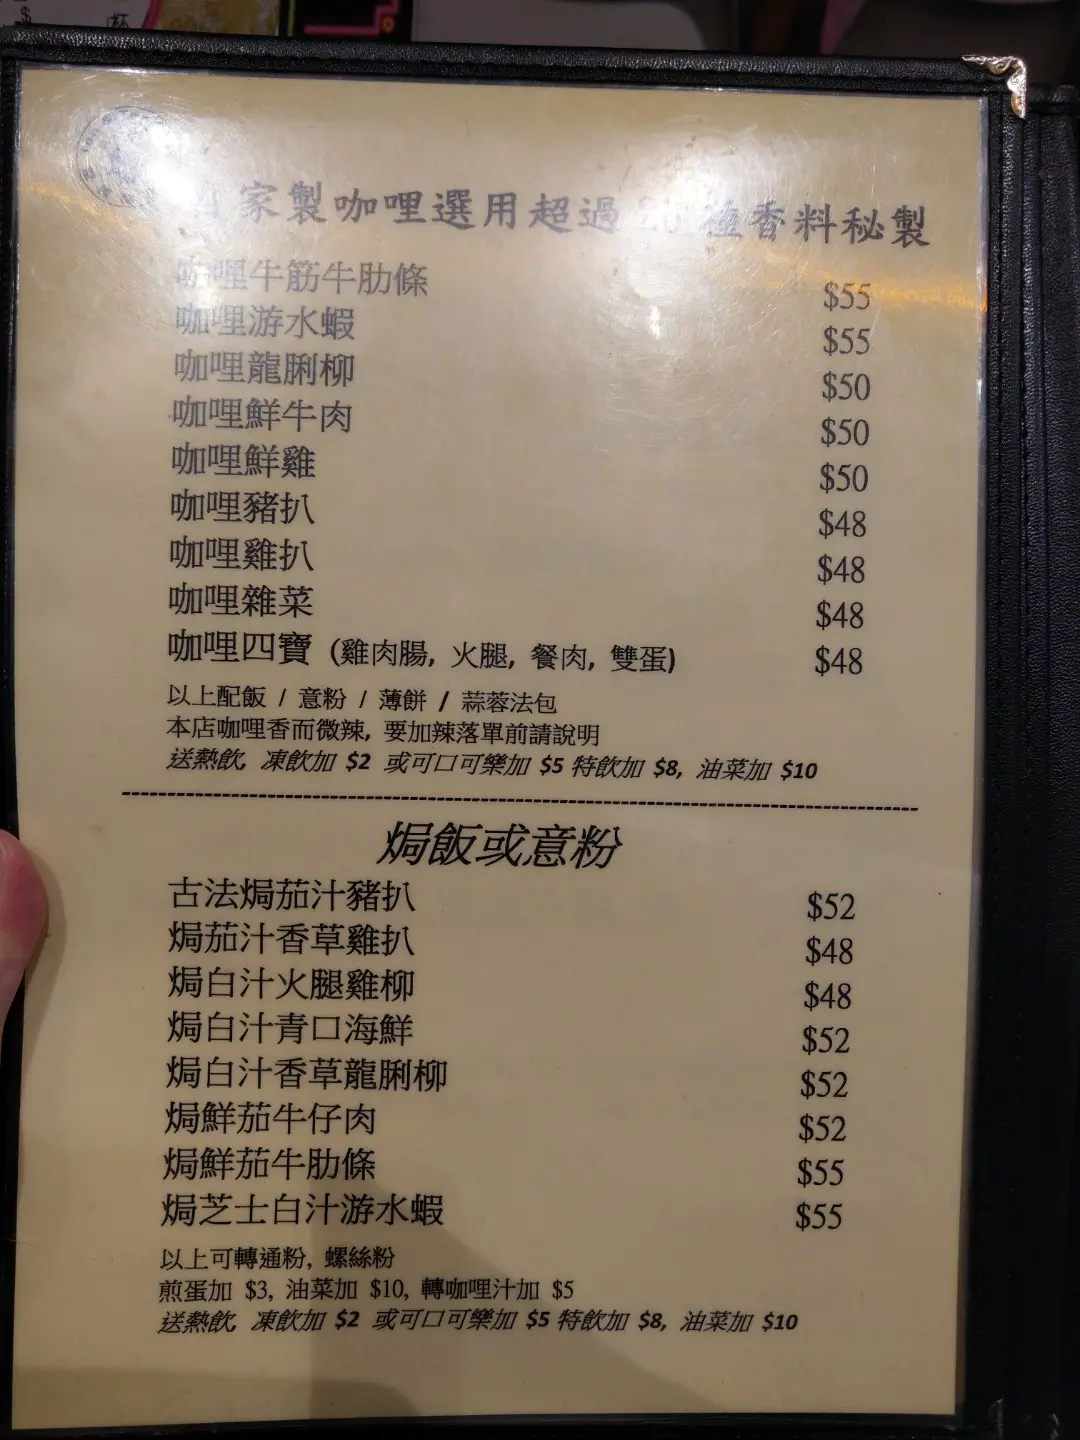 $ 杯
家製咖哩選用超過 種香料秘製
咖哩牛筋牛肋條 $55
咖哩游水蝦 $55
咖哩龍脷柳 $50
咖哩鮮牛肉 $50
咖哩鮮雞 $50
咖哩豬扒 $48
咖哩雞扒 $48
咖哩雜菜 $48
咖哩四寶 (雞肉腸, 火腿, 餐肉, 雙蛋) $48
以上配飯 / 意粉 / 薄餅 / 蒜蓉法包
本店咖哩香而微辣, 要加辣落單前請說明
送熱飲, 凍飲加 $2 或可口可樂加 $5 特飲加 $8, 油菜加 $10
焗飯或意粉
古法焗茄汁豬扒 $52
焗茄汁香草雞扒 $48
焗白汁火腿雞柳 $48
焗白汁青口海鮮 $52
焗白汁香草龍脷柳 $52
焗鮮茄牛仔肉 $52
焗鮮茄牛肋條 $55
焗芝士白汁游水蝦 $55
以上可轉通粉, 螺絲粉
煎蛋加 $3, 油菜加 $10, 轉咖哩汁加 $5
送熱飲, 凍飲加 $2 或可口可樂加 $5 特飲加 $8, 油菜加 $10